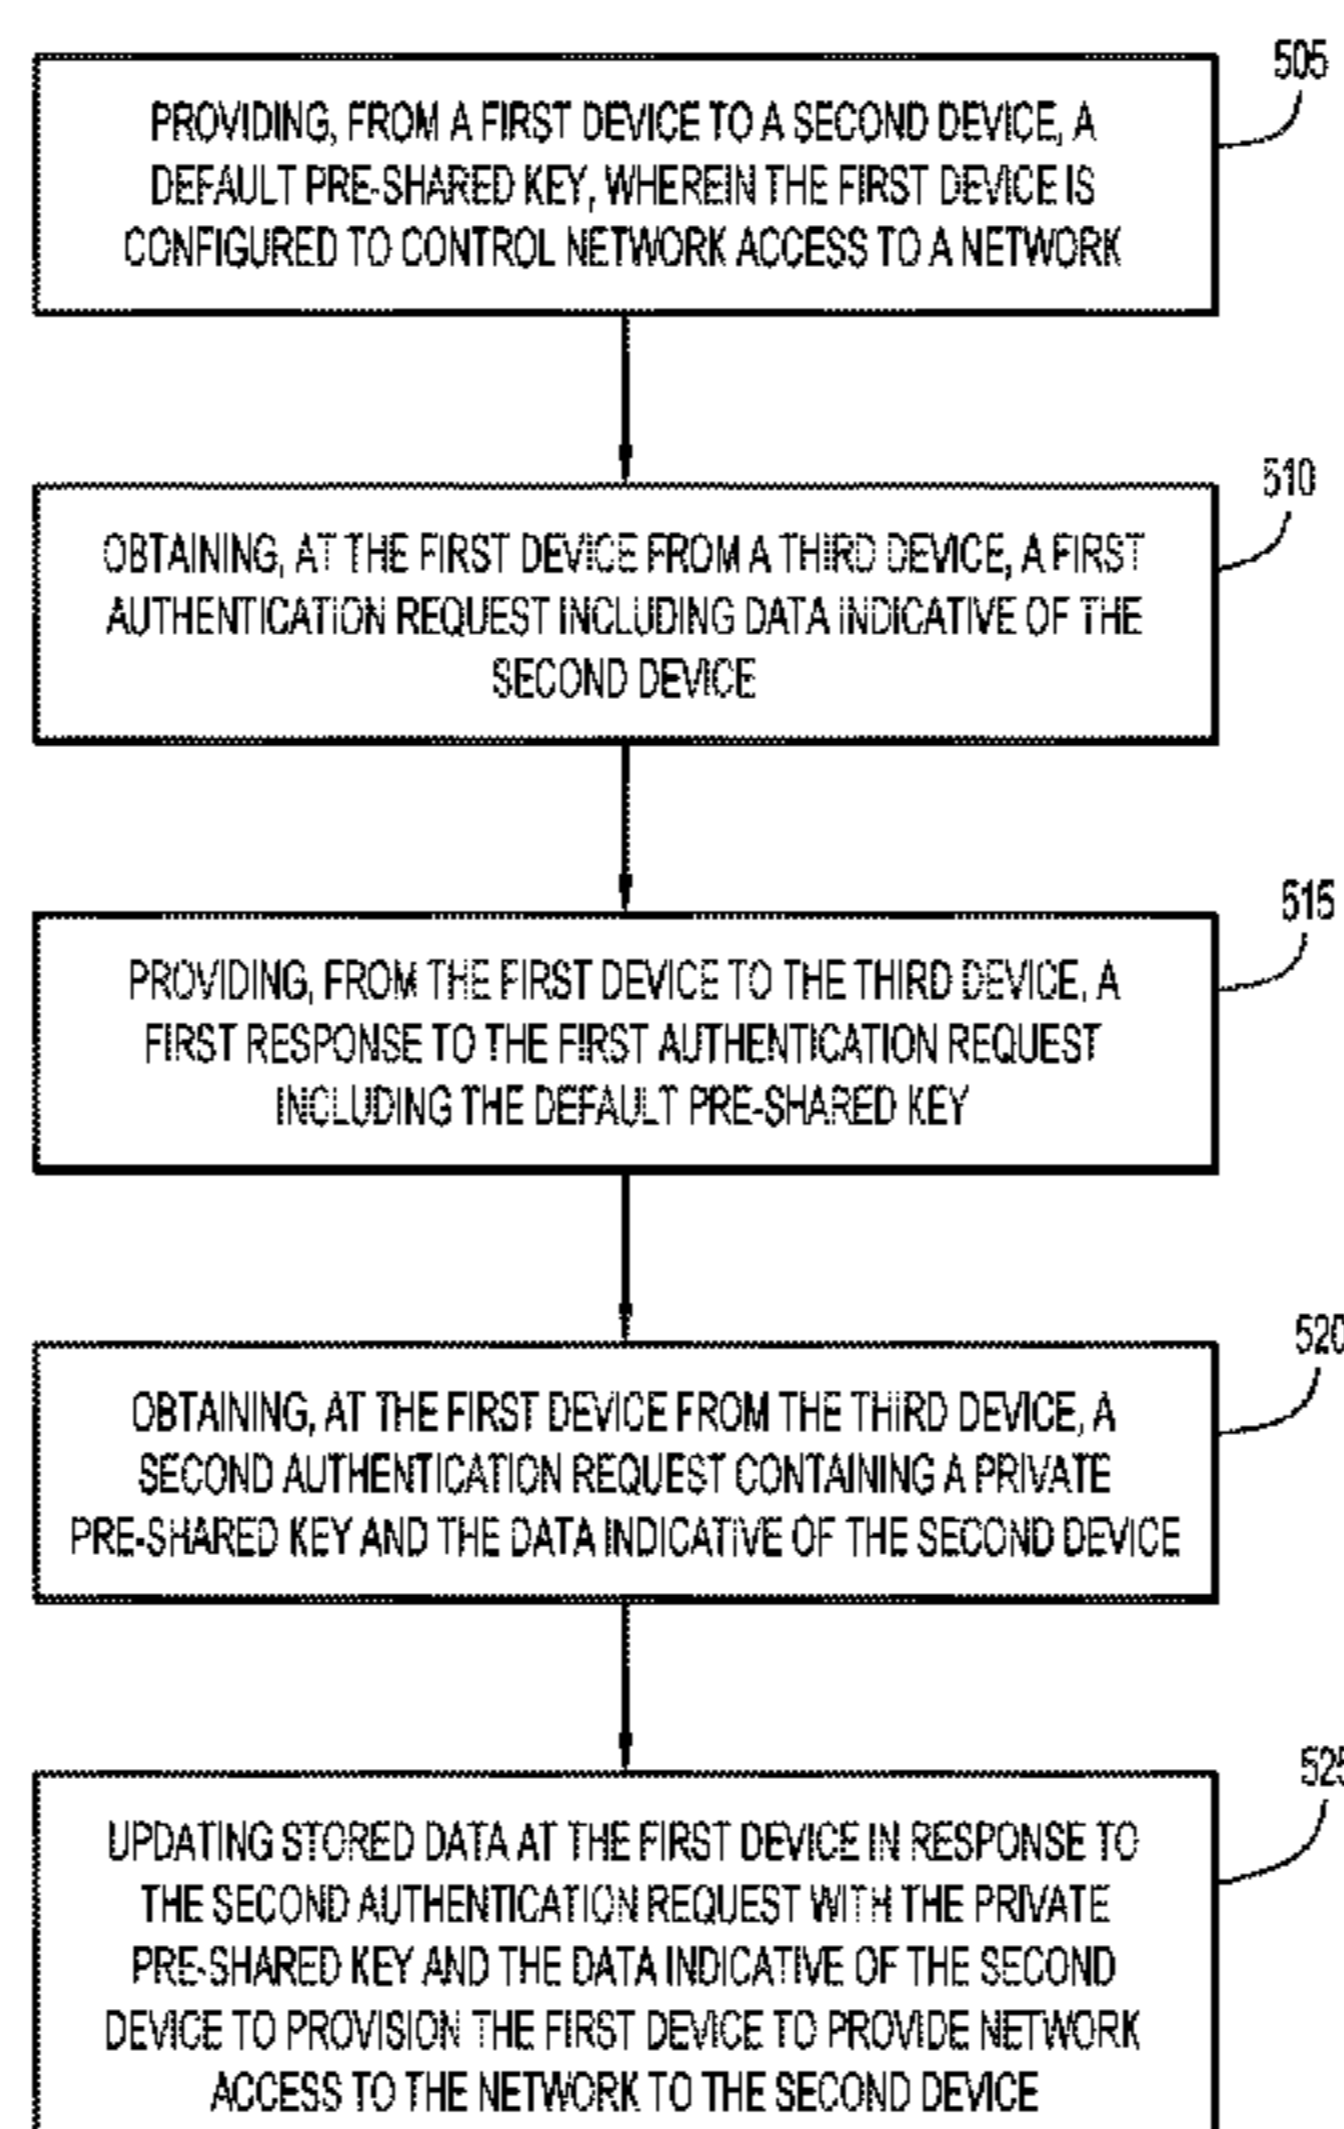 505
PROVIDING, FROM A FIRST DEVICE TO A SECOND DEVICE, A
DEFAULT PRE-SHARED KEY, WHEREIN THE FIRST DEVICE IS
CONFIGURED TO CONTROL NETWORK ACCESS TO A NETWORK
510
OBTAINING, AT THE FIRST DEVICE FROM A THIRD DEVICE, A FIRST
AUTHENTICATION REQUEST INCLUDING DATA INDICATIVE OF THE
SECOND DEVICE
515
PROVIDING, FROM THE FIRST DEVICE TO THE THIRD DEVICE, A
FIRST RESPONSE TO THE FIRST AUTHENTICATION REQUEST
INCLUDING THE DEFAULT PRE-SHARED KEY
520
OBTAINING, AT THE FIRST DEVICE FROM THE THIRD DEVICE, A
SECOND AUTHENTICATION REQUEST CONTAINING A PRIVATE
PRE-SHARED KEY AND THE DATA INDICATIVE OF THE SECOND DEVICE
525
UPDATING STORED DATA AT THE FIRST DEVICE IN RESPONSE TO
THE SECOND AUTHENTICATION REQUEST WITH THE PRIVATE
PRE-SHARED KEY AND THE DATA INDICATIVE OF THE SECOND
DEVICE TO PROVISION THE FIRST DEVICE TO PROVIDE NETWORK
ACCESS TO THE NETWORK TO THE SECOND DEVICE